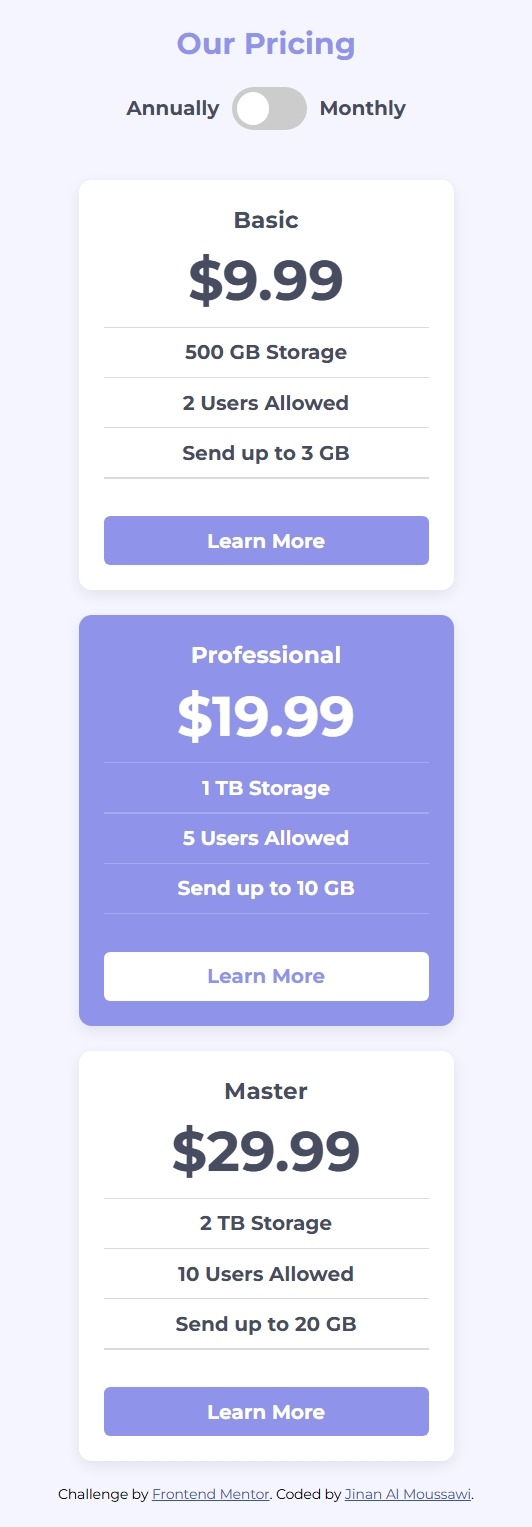 Our Pricing
Annually Monthly
Basic
$9.99
500 GB Storage
2 Users Allowed
Send up to 3 GB
Learn More
Professional
$19.99
1 TB Storage
5 Users Allowed
Send up to 10 GB
Learn More
Master
$29.99
2 TB Storage
10 Users Allowed
Send up to 20 GB
Learn More
Challenge by Frontend Mentor. Coded by Jinan Al Moussawi.